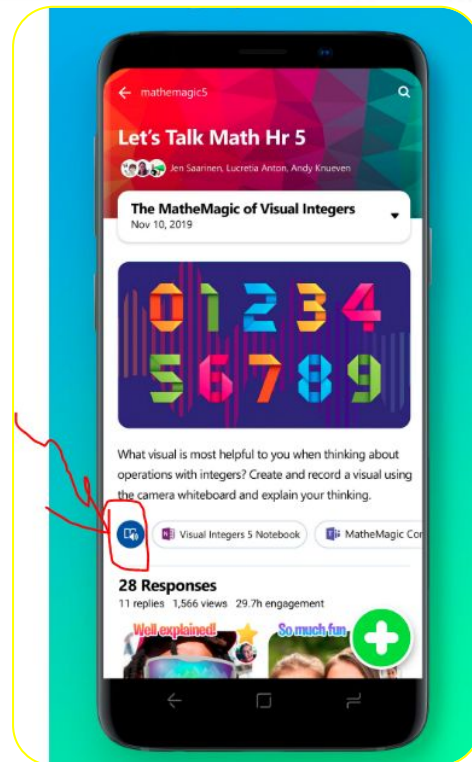 mathemagic5
Let's Talk Math Hr 5
Jen Saarinen, Lucretia Anton, Andy Knueven
The MatheMagic of Visual Integers
Nov 10, 2019
0 1 2 3 4
5 6 7 8 9
What visual is most helpful to you when thinking about
operations with integers? Create and record a visual using
the camera whiteboard and explain your thinking.
Visual Integers 5 Notebook MatheMagic Cor
28 Responses
11 replies 1,566 views 29.7h engagement
Well explained! So much fun